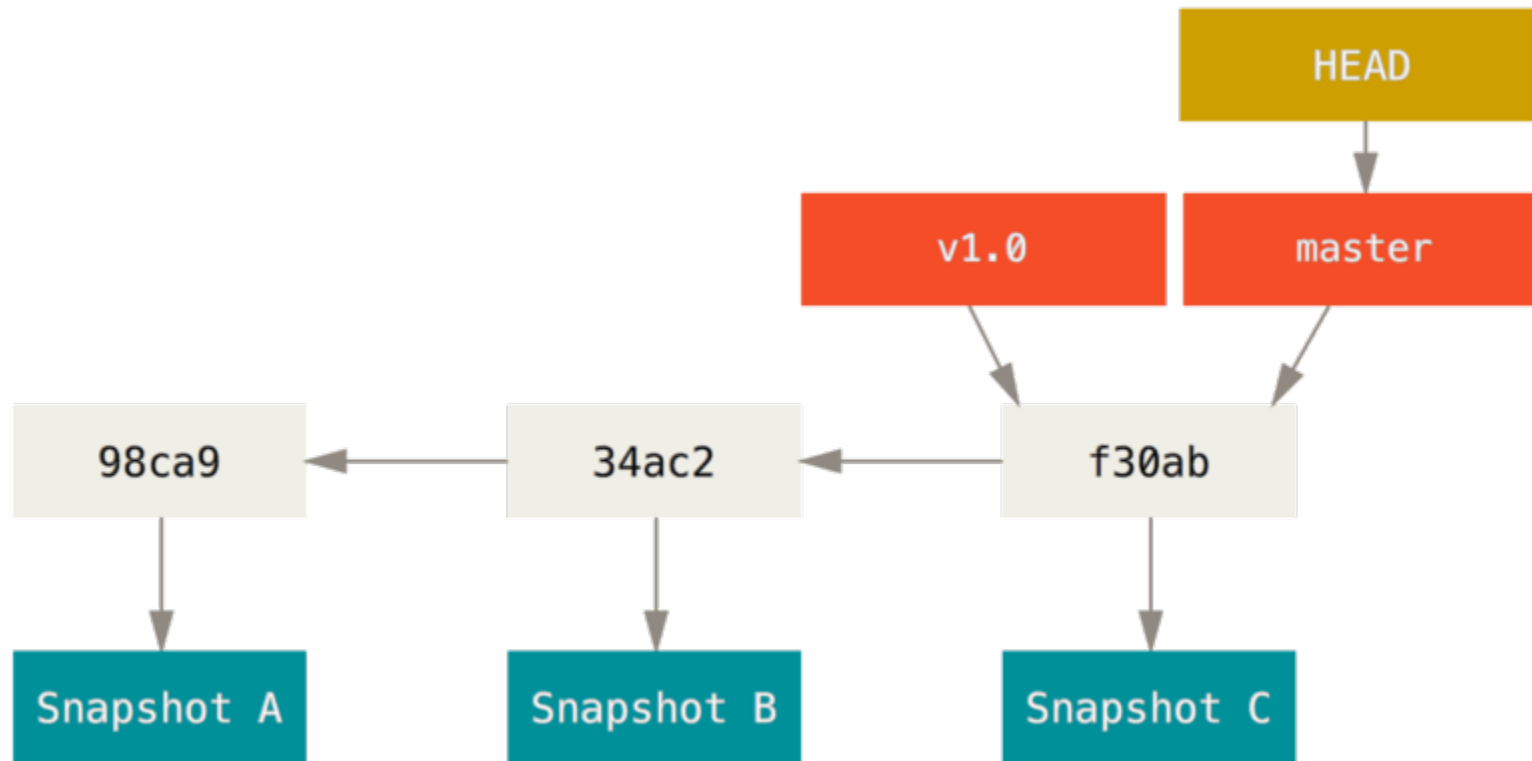 HEAD
v1.0
master
98ca9
34ac2
f30ab
Snapshot A
Snapshot B
Snapshot C